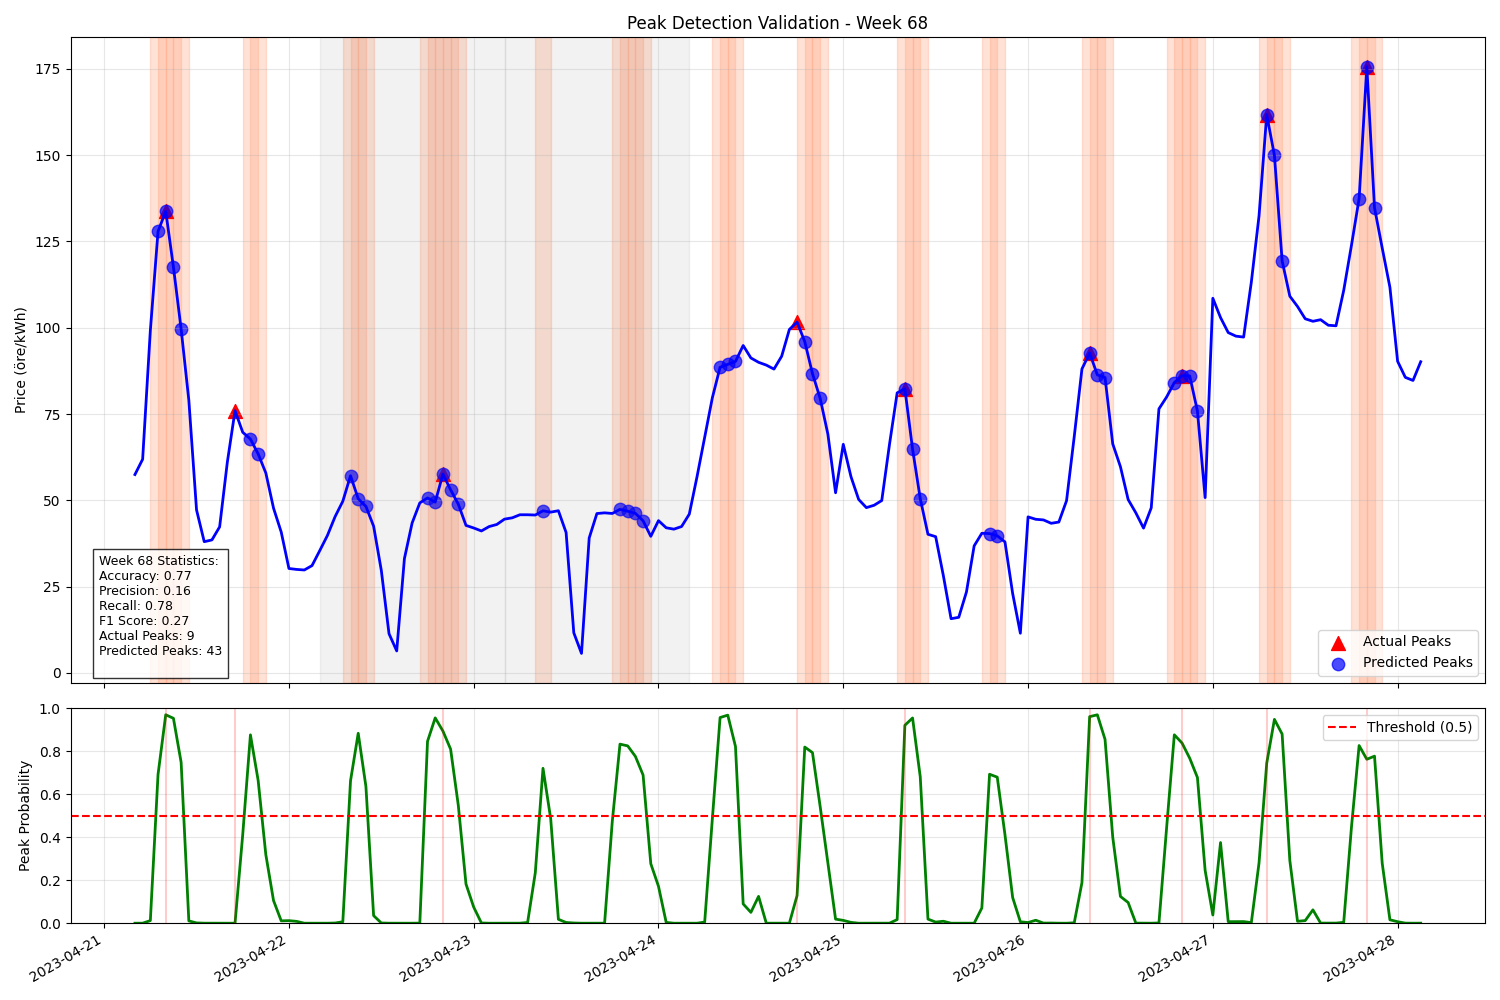 Peak Detection Validation - Week 68
Price (öre/kWh)
175
150
125
100
75
50
25
0
Week 68 Statistics:
Accuracy: 0.77
Precision: 0.16
Recall: 0.78
F1 Score: 0.27
Actual Peaks: 9
Predicted Peaks: 43
Actual Peaks
Predicted Peaks
Peak Probability
1.0
0.8
0.6
0.4
0.2
0.0
Threshold (0.5)
2023-04-21
2023-04-22
2023-04-23
2023-04-24
2023-04-25
2023-04-26
2023-04-27
2023-04-28